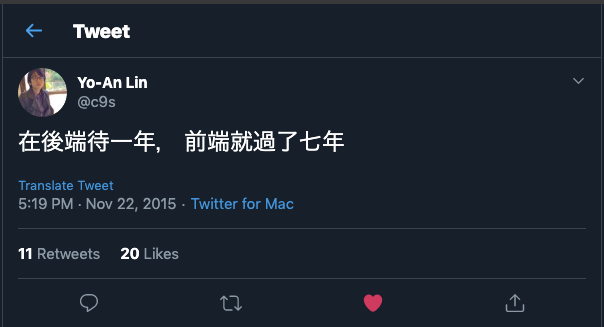 Tweet
Yo-An Lin
@c9s
在後端待一年, 前端就過了七年
Translate Tweet
5:19 PM · Nov 22, 2015 · Twitter for Mac
11 Retweets 20 Likes